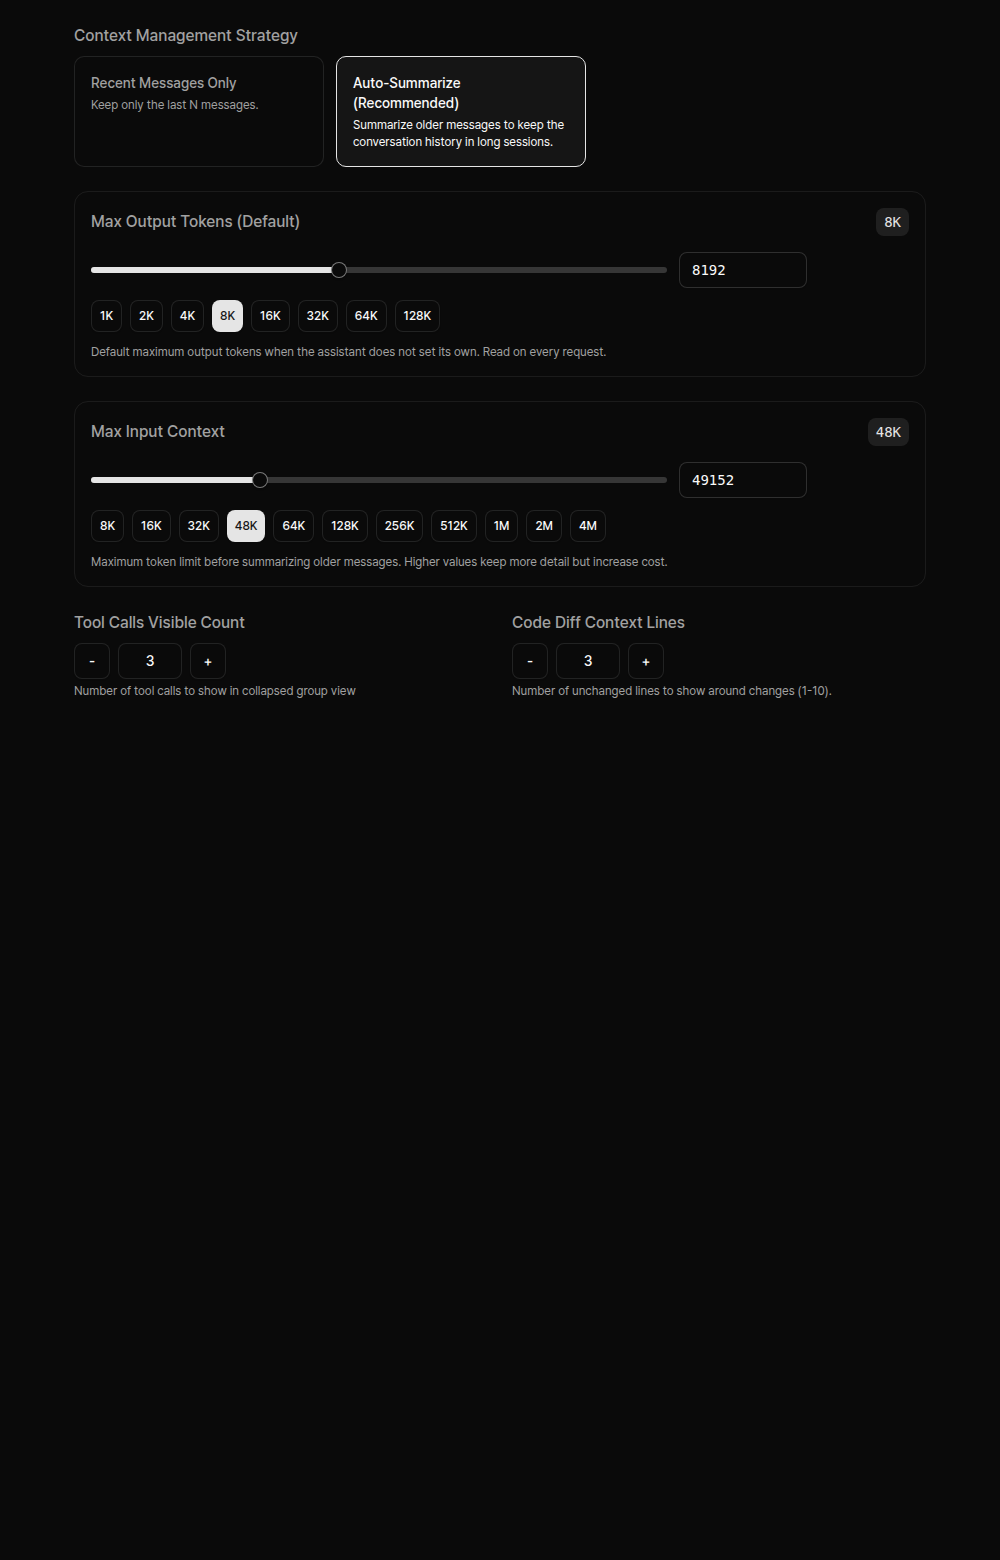 Context Management Strategy
Recent Messages Only
Keep only the last N messages.
Auto-Summarize
(Recommended)
Summarize older messages to keep the
conversation history in long sessions.
Max Output Tokens (Default)
8K
8192
1K 2K 4K 8K 16K 32K 64K 128K
Default maximum output tokens when the assistant does not set its own. Read on every request.
Max Input Context
48K
49152
8K 16K 32K 48K 64K 128K 256K 512K 1M 2M 4M
Maximum token limit before summarizing older messages. Higher values keep more detail but increase cost.
Tool Calls Visible Count
- 3 +
Number of tool calls to show in collapsed group view
Code Diff Context Lines
- 3 +
Number of unchanged lines to show around changes (1-10).